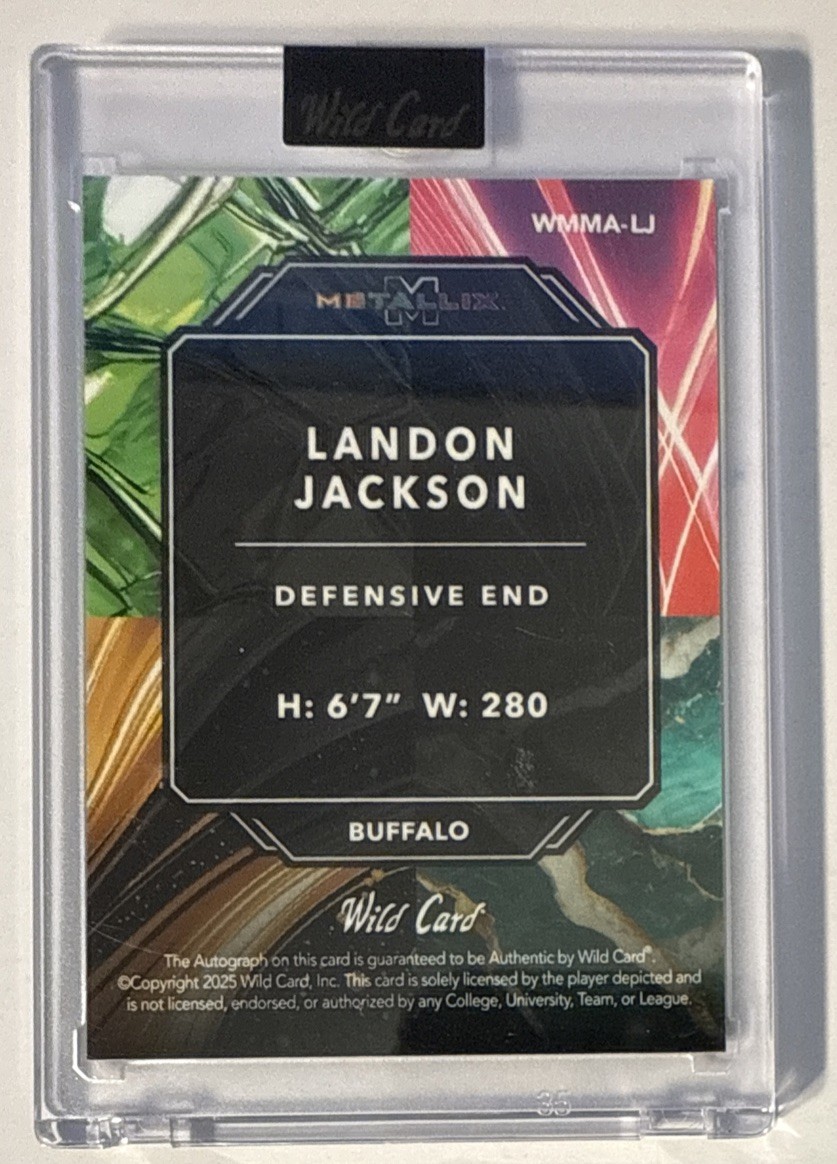 Wild Card
WMMA-LJ
M
METALLIX
LANDON
JACKSON
DEFENSIVE END
H: 6'7" W: 280
BUFFALO
Wild Card
The Autograph on this card is guaranteed to be Authentic by Wild Card®.
©Copyright 2025 Wild Card, Inc. This card is solely licensed by the player depicted and
is not licensed, endorsed, or authorized by any College, University, Team, or League.
35